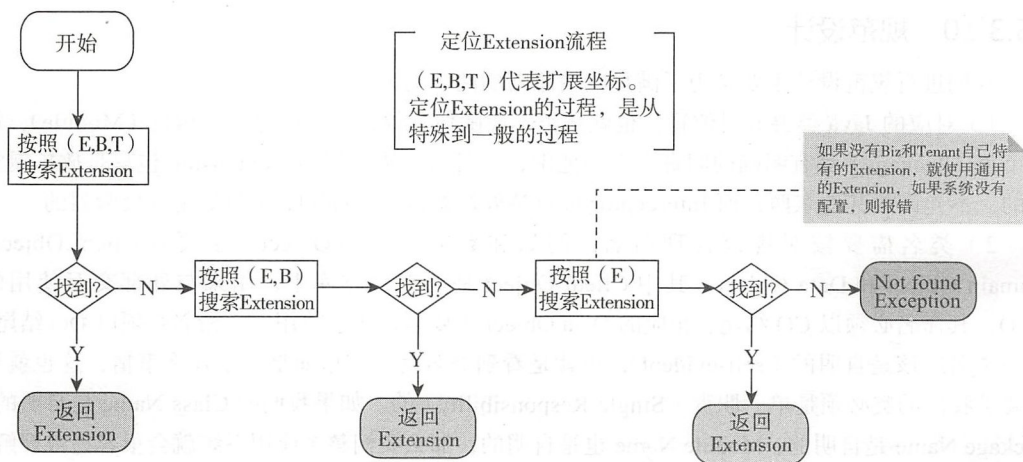 开始
定位Extension流程
（E,B,T）代表扩展坐标。
定位Extension的过程，是从
特殊到一般的过程
按照（E,B,T）
搜索Extension
如果没有Biz和Tenant自己特
有的Extension，就使用通用
的Extension，如果系统没有
配置，则报错
找到?
N
按照（E,B）
搜索Extension
找到?
N
按照（E）
搜索Extension
找到?
N
Not found
Exception
Y
Y
Y
返回
Extension
返回
Extension
返回
Extension